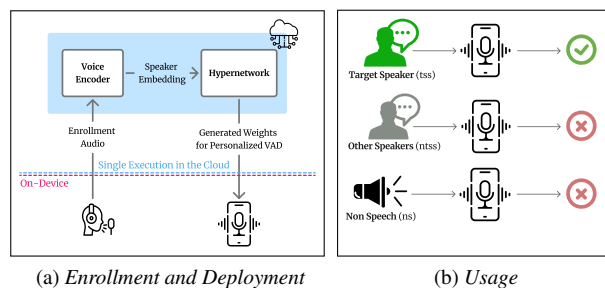 Voice
Encoder
Speaker
Embedding
Hypernetwork
Enrollment
Audio
Generated Weights
for Personalized VAD
Single Execution in the Cloud
On-Device
(a) Enrollment and Deployment
Target Speaker (tss)
Other Speakers (ntss)
Non Speech (ns)
(b) Usage